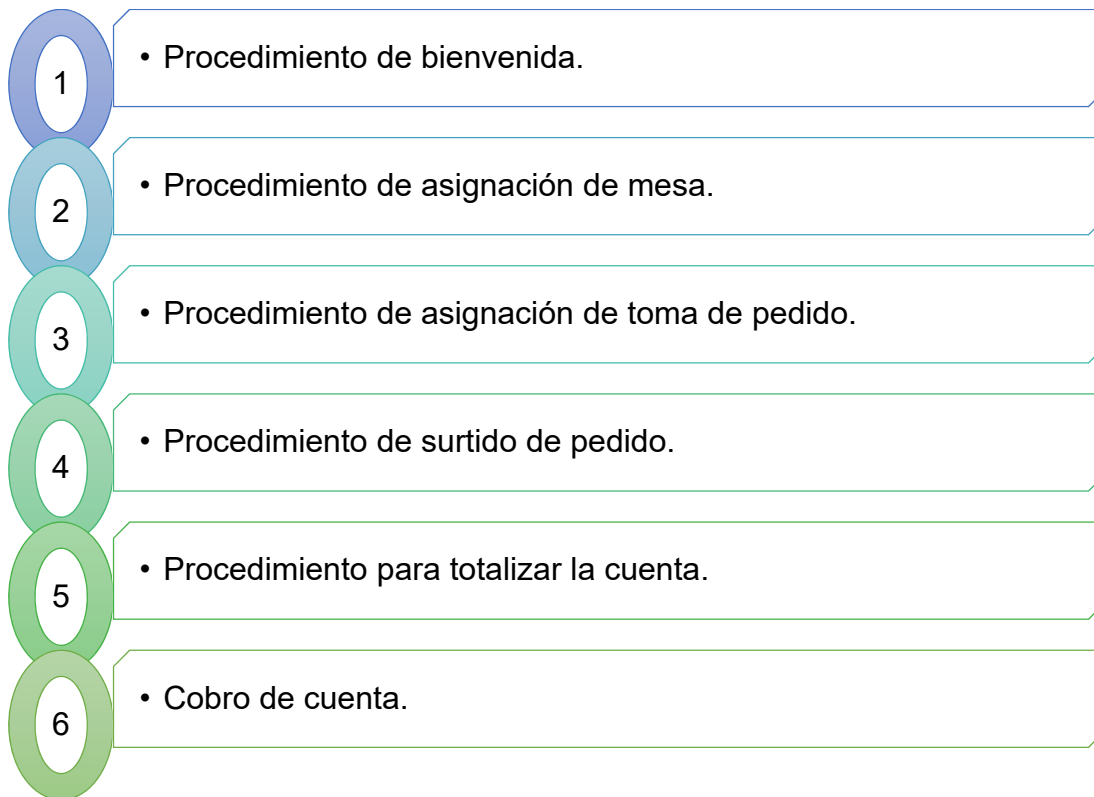 1
• Procedimiento de bienvenida.
2
• Procedimiento de asignación de mesa.
3
• Procedimiento de asignación de toma de pedido.
4
• Procedimiento de surtido de pedido.
5
• Procedimiento para totalizar la cuenta.
6
• Cobro de cuenta.